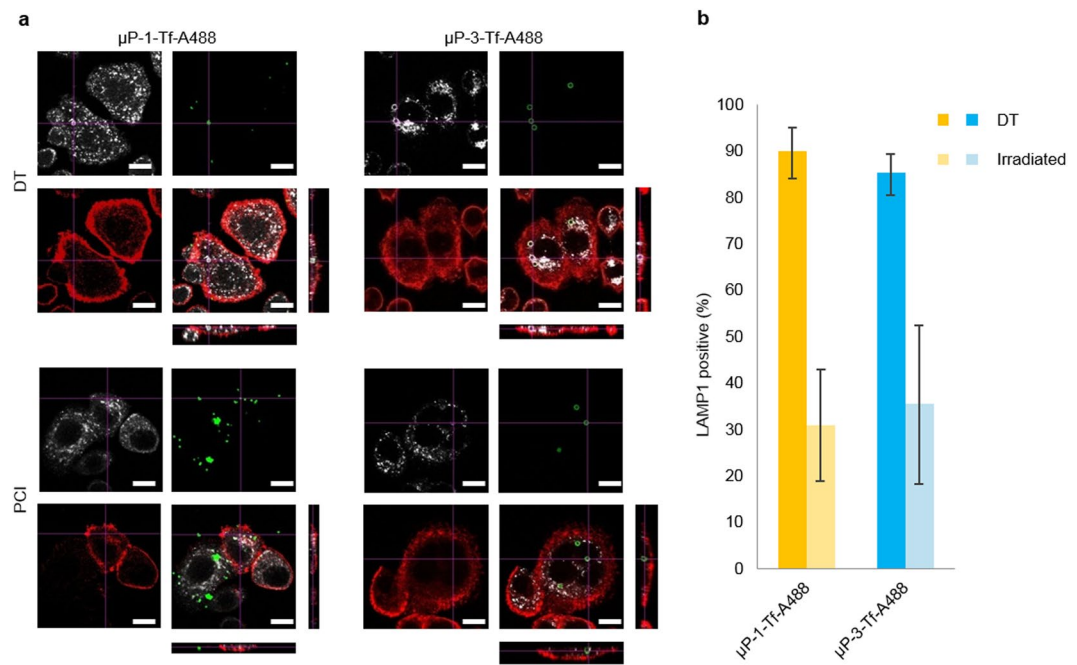 a
µP-1-Tf-A488
µP-3-Tf-A488
DT
PCI
b
LAMP1 positive (%)
100
90
80
70
60
50
40
30
20
10
0
DT
Irradiated
µP-1-Tf-A488
µP-3-Tf-A488